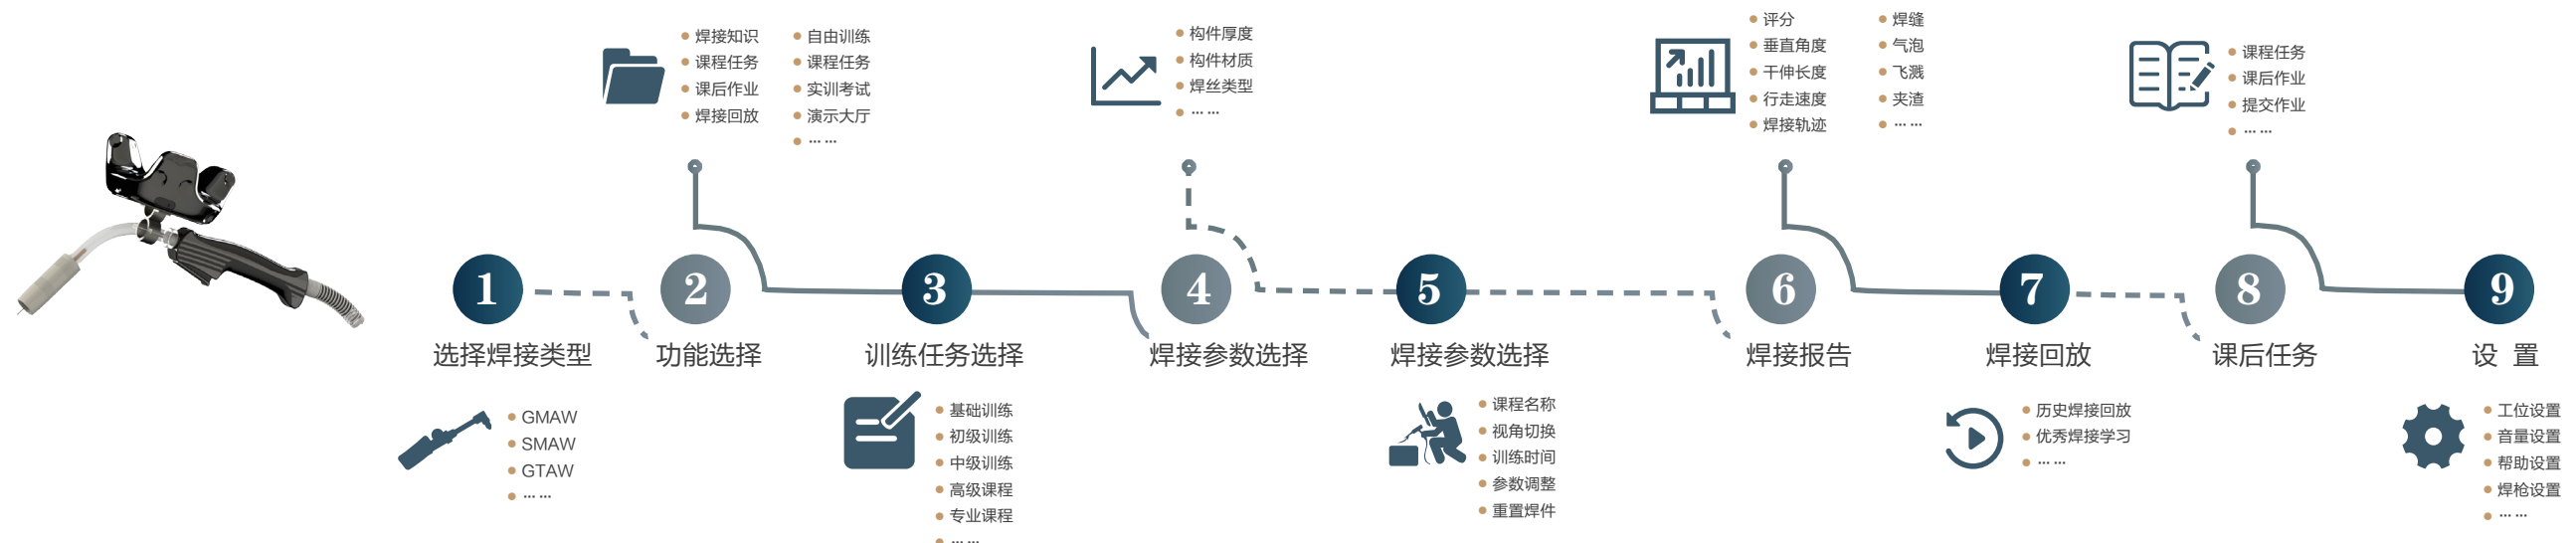 1
选择焊接类型
GMAW
SMAW
GTAW
... ...
2
功能选择
焊接知识
课程任务
课后作业
焊接回放
自由训练
课程任务
实训考试
演示大厅
... ...
3
训练任务选择
基础训练
初级训练
中级训练
高级课程
专业课程
... ...
4
焊接参数选择
构件厚度
构件材质
焊丝类型
... ...
5
焊接参数选择
课程名称
视角切换
训练时间
参数调整
重置焊件
6
焊接报告
评分
垂直角度
干伸长度
行走速度
焊接轨迹
焊缝
气泡
飞溅
夹渣
... ...
7
焊接回放
历史焊接回放
优秀焊接学习
... ...
8
课后任务
课程任务
课后作业
提交作业
... ...
9
设 置
工位设置
音量设置
帮助设置
焊枪设置
... ...